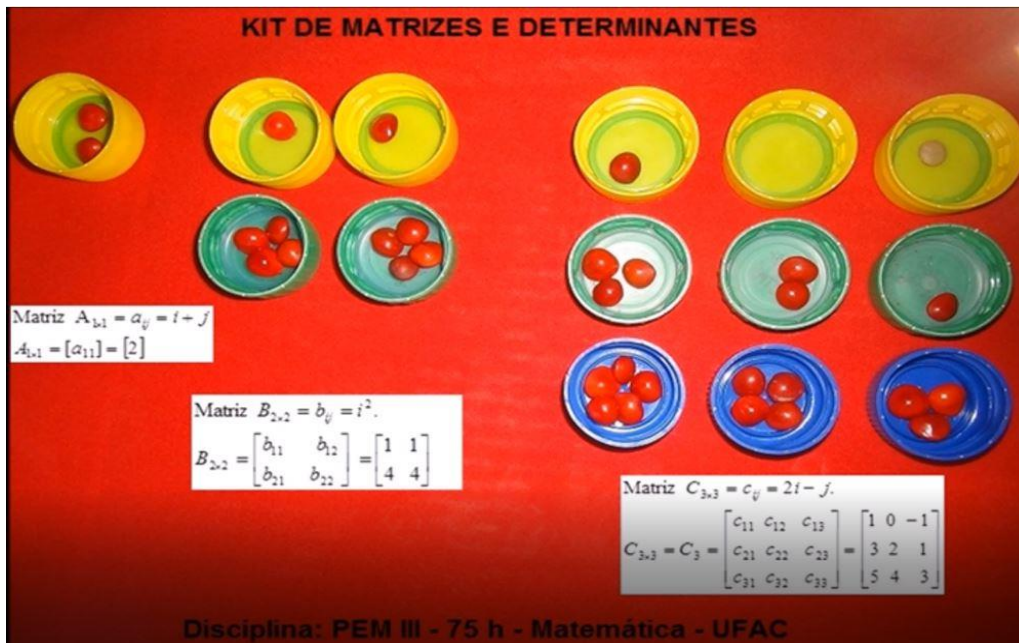 KIT DE MATRIZES E DETERMINANTES
Matriz A₁ₓ₁ = aᵢⱼ = i + j
A₁ₓ₁ = [a₁₁] = [2]
Matriz B₂ₓ₂ = bᵢⱼ = i².
B₂ₓ₂ = [b₁₁ b₁₂; b₂₁ b₂₂] = [1 1; 4 4]
Matriz C₃ₓ₃ = cᵢⱼ = 2i − j.
C₃ₓ₃ = C₃ = [c₁₁ c₁₂ c₁₃; c₂₁ c₂₂ c₂₃; c₃₁ c₃₂ c₃₃] = [1 0 −1; 3 2 1; 5 4 3]
Disciplina: PEM III - 75 h - Matemática - UFAC